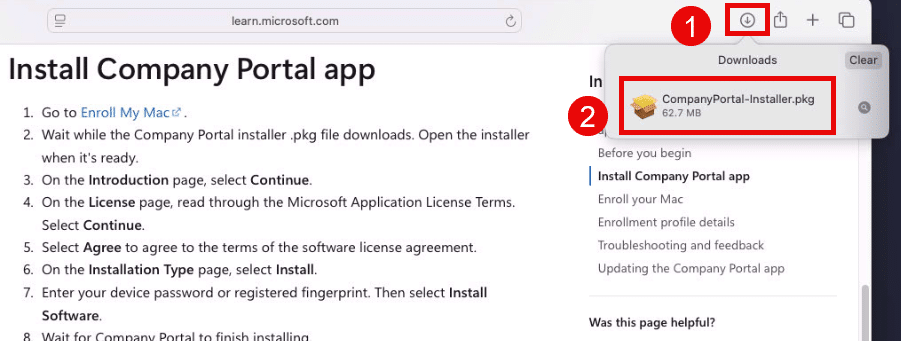 learn.microsoft.com
1
Downloads
Clear
CompanyPortal-Installer.pkg
62.7 MB
2
Install Company Portal app
1. Go to Enroll My Mac .
2. Wait while the Company Portal installer .pkg file downloads. Open the installer
when it's ready.
3. On the Introduction page, select Continue.
4. On the License page, read through the Microsoft Application License Terms.
Select Continue.
5. Select Agree to agree to the terms of the software license agreement.
6. On the Installation Type page, select Install.
7. Enter your device password or registered fingerprint. Then select Install
Software.
8. Wait for Company Portal to finish installing.
In
Before you begin
Install Company Portal app
Enroll your Mac
Enrollment profile details
Troubleshooting and feedback
Updating the Company Portal app
Was this page helpful?